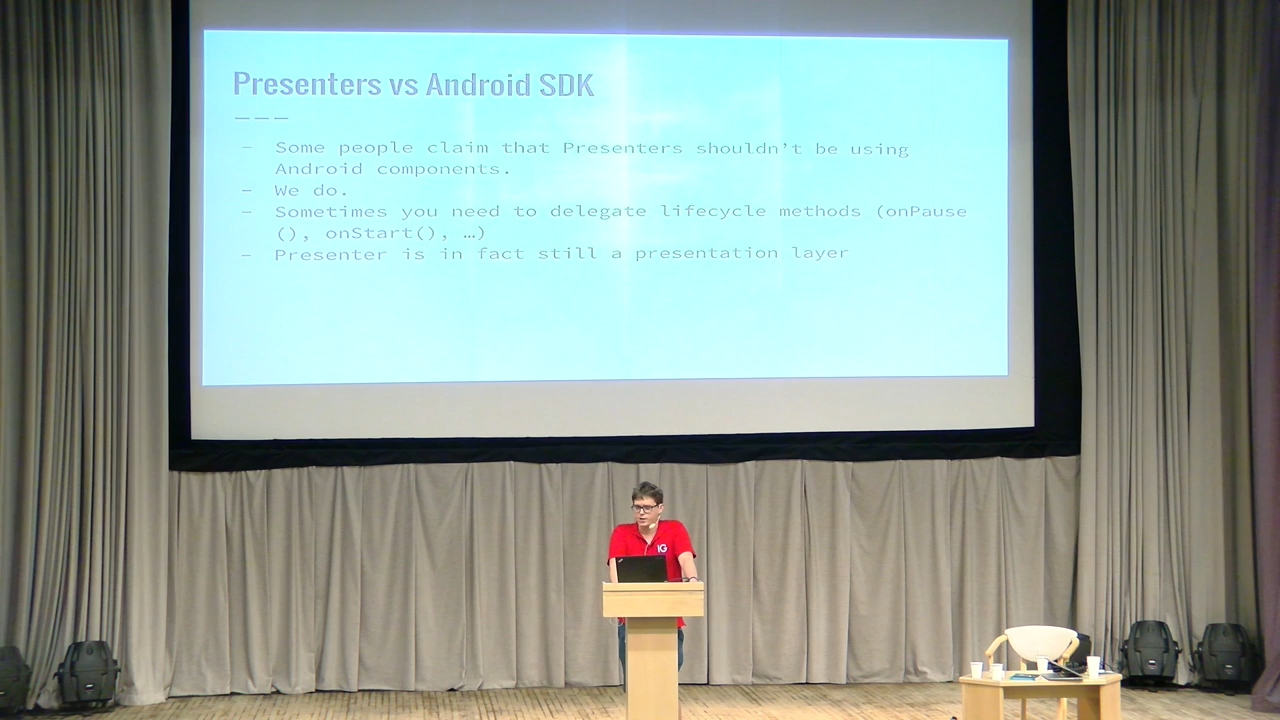 Presenters vs Android SDK
– Some people claim that Presenters shouldn't be using
Android components.
– We do.
– Sometimes you need to delegate lifecycle methods (onPause
(), onStart(), …)
– Presenter is in fact still a presentation layer
IG